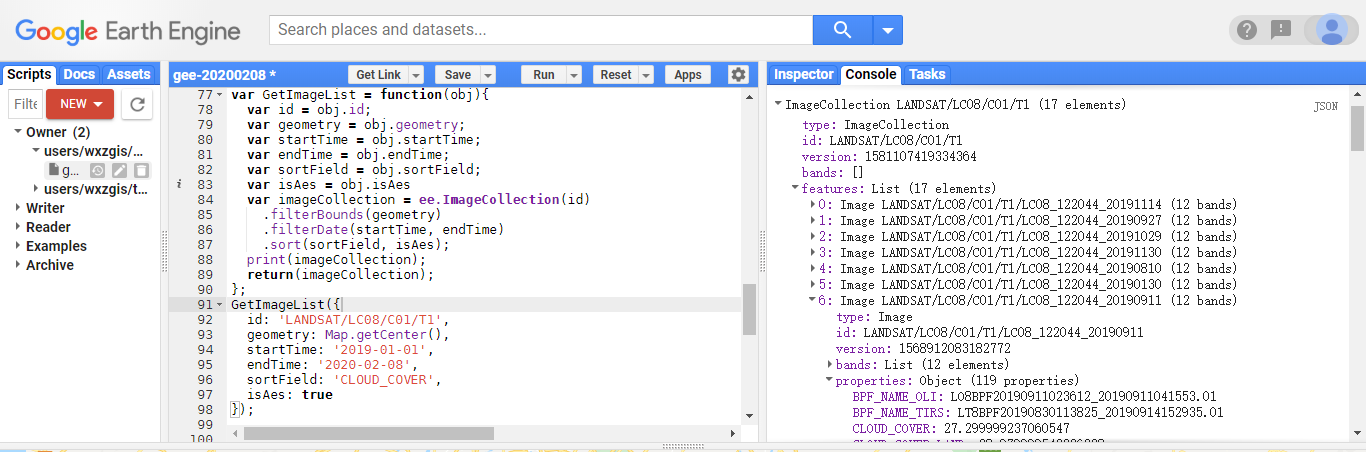 Google Earth Engine
Search places and datasets...
Scripts Docs Assets
Filte NEW
Owner (2)
users/wxzgis/...
g...
users/wxzgis/t...
Writer
Reader
Examples
Archive
gee-20200208 *
Get Link Save Run Reset Apps
77 var GetImageList = function(obj){
78 var id = obj.id;
79 var geometry = obj.geometry;
80 var startTime = obj.startTime;
81 var endTime = obj.endTime;
82 var sortField = obj.sortField;
i 83 var isAes = obj.isAes
84 var imageCollection = ee.ImageCollection(id)
85 .filterBounds(geometry)
86 .filterDate(startTime, endTime)
87 .sort(sortField, isAes);
88 print(imageCollection);
89 return(imageCollection);
90 };
91 GetImageList({
92 id: 'LANDSAT/LC08/C01/T1',
93 geometry: Map.getCenter(),
94 startTime: '2019-01-01',
95 endTime: '2020-02-08',
96 sortField: 'CLOUD_COVER',
97 isAes: true
98 });
99
100
Inspector Console Tasks
ImageCollection LANDSAT/LC08/C01/T1 (17 elements)
JSON
type: ImageCollection
id: LANDSAT/LC08/C01/T1
version: 1581107419334364
bands: []
features: List (17 elements)
0: Image LANDSAT/LC08/C01/T1/LC08_122044_20191114 (12 bands)
1: Image LANDSAT/LC08/C01/T1/LC08_122044_20190927 (12 bands)
2: Image LANDSAT/LC08/C01/T1/LC08_122044_20191029 (12 bands)
3: Image LANDSAT/LC08/C01/T1/LC08_122044_20191130 (12 bands)
4: Image LANDSAT/LC08/C01/T1/LC08_122044_20190810 (12 bands)
5: Image LANDSAT/LC08/C01/T1/LC08_122044_20190130 (12 bands)
6: Image LANDSAT/LC08/C01/T1/LC08_122044_20190911 (12 bands)
type: Image
id: LANDSAT/LC08/C01/T1/LC08_122044_20190911
version: 1568912083182772
bands: List (12 elements)
properties: Object (119 properties)
BPF_NAME_OLI: LO8BPF20190911023612_20190911041553.01
BPF_NAME_TIRS: LT8BPF20190830113825_20190914152935.01
CLOUD_COVER: 27.299999237060547